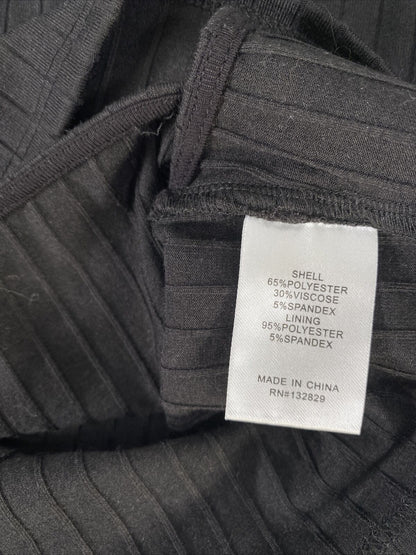 SHELL
65%POLYESTER
30%VISCOSE
5%SPANDEX
LINING
95%POLYESTER
5%SPANDEX
MADE IN CHINA
RN#132829